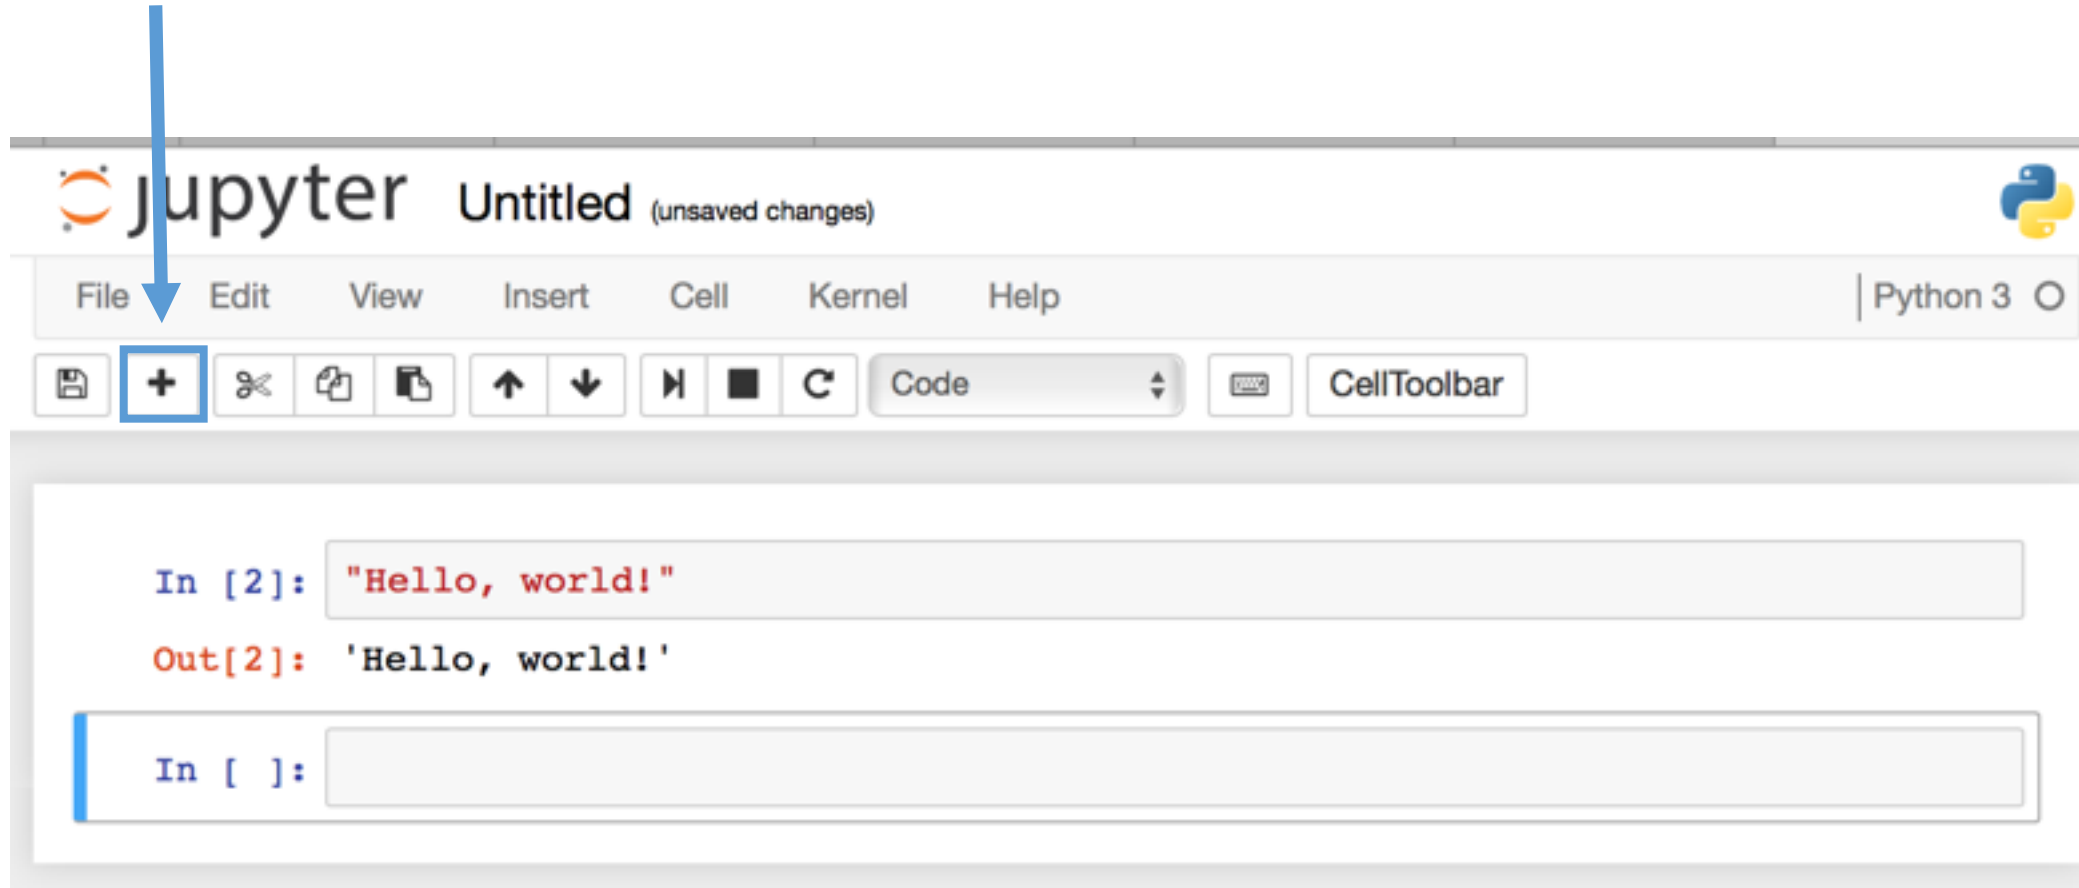 jupyter Untitled (unsaved changes)
File Edit View Insert Cell Kernel Help Python 3
Code CellToolbar
In [2]: "Hello, world!"
Out[2]: 'Hello, world!'
In [ ]: